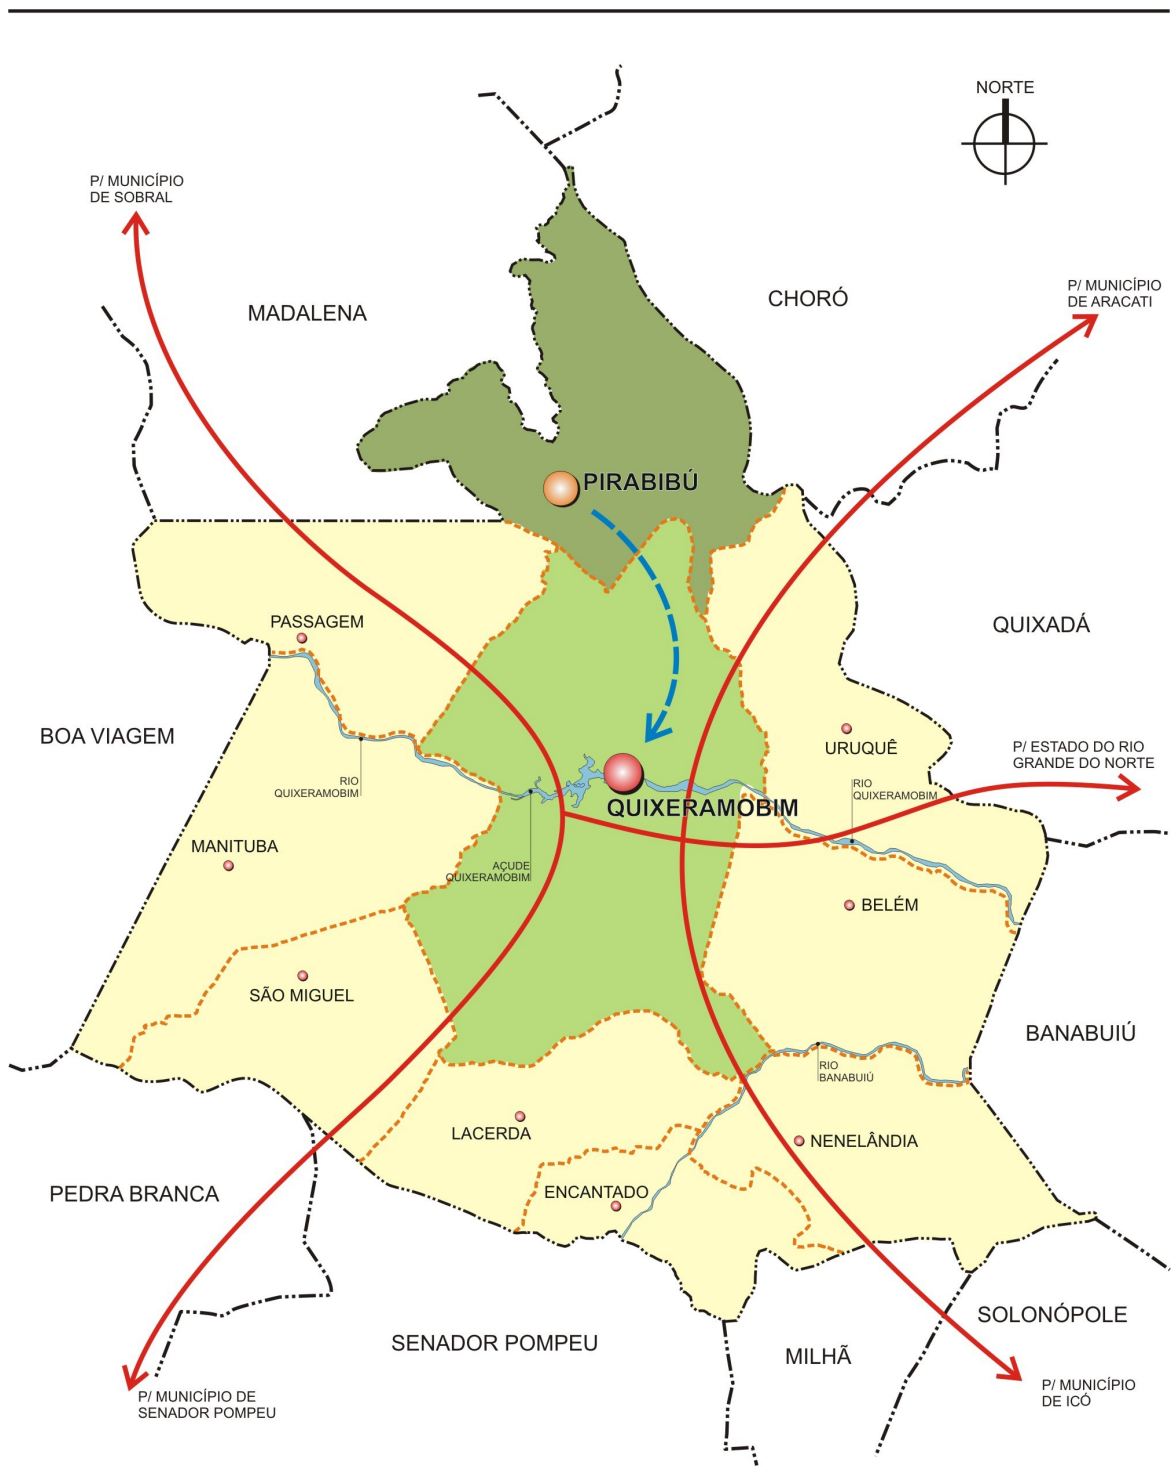 NORTE
P/ MUNICÍPIO
DE SOBRAL
P/ MUNICÍPIO
DE ARACATI
MADALENA
CHORÓ
PIRABIBÚ
PASSAGEM
QUIXADÁ
BOA VIAGEM
URUQUÊ
P/ ESTADO DO RIO
GRANDE DO NORTE
RIO
QUIXERAMOBIM
RIO
QUIXERAMOBIM
QUIXERAMOBIM
MANITUBA
AÇUDE
QUIXERAMOBIM
BELÉM
SÃO MIGUEL
BANABUIÚ
RIO
BANABUIÚ
LACERDA
NENELÂNDIA
PEDRA BRANCA
ENCANTADO
SOLONÓPOLE
SENADOR POMPEU
MILHÃ
P/ MUNICÍPIO DE
SENADOR POMPEU
P/ MUNICÍPIO
DE ICÓ